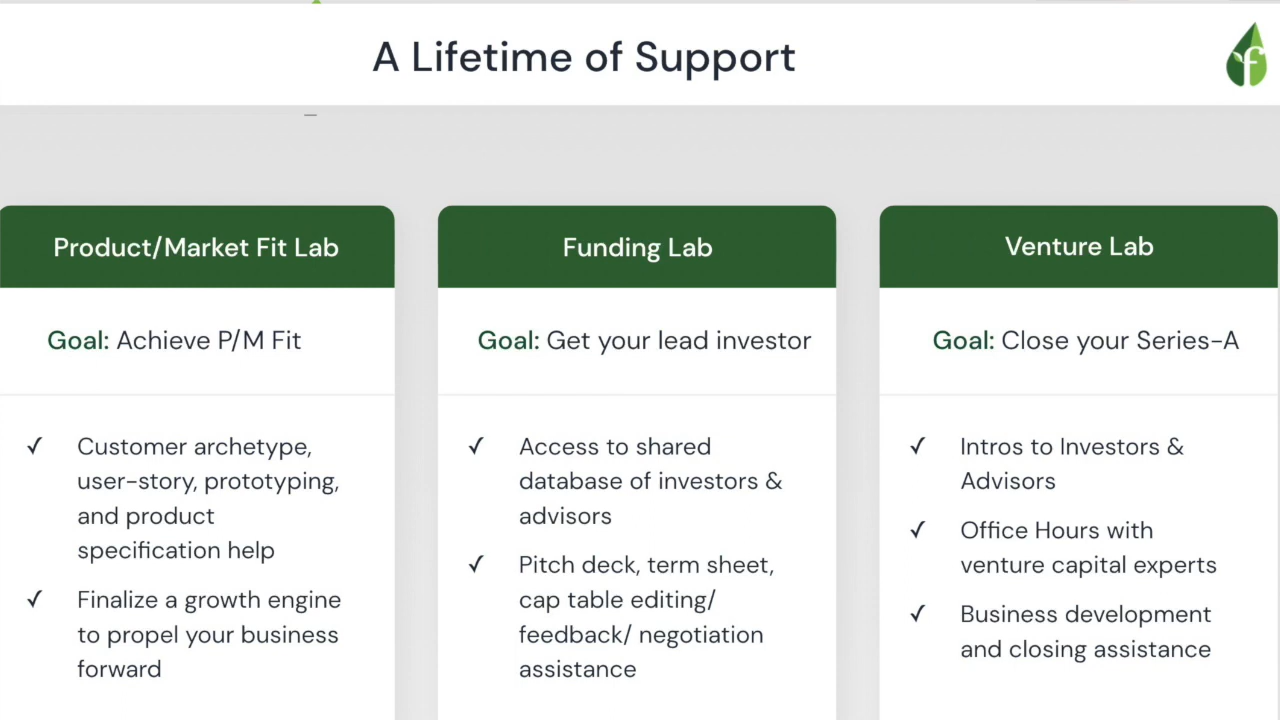 A Lifetime of Support
f
Product/Market Fit Lab
Goal: Achieve P/M Fit
✓ Customer archetype,
user-story, prototyping,
and product
specification help
✓ Finalize a growth engine
to propel your business
forward
Funding Lab
Goal: Get your lead investor
✓ Access to shared
database of investors &
advisors
✓ Pitch deck, term sheet,
cap table editing/
feedback/ negotiation
assistance
Venture Lab
Goal: Close your Series-A
✓ Intros to Investors &
Advisors
✓ Office Hours with
venture capital experts
✓ Business development
and closing assistance